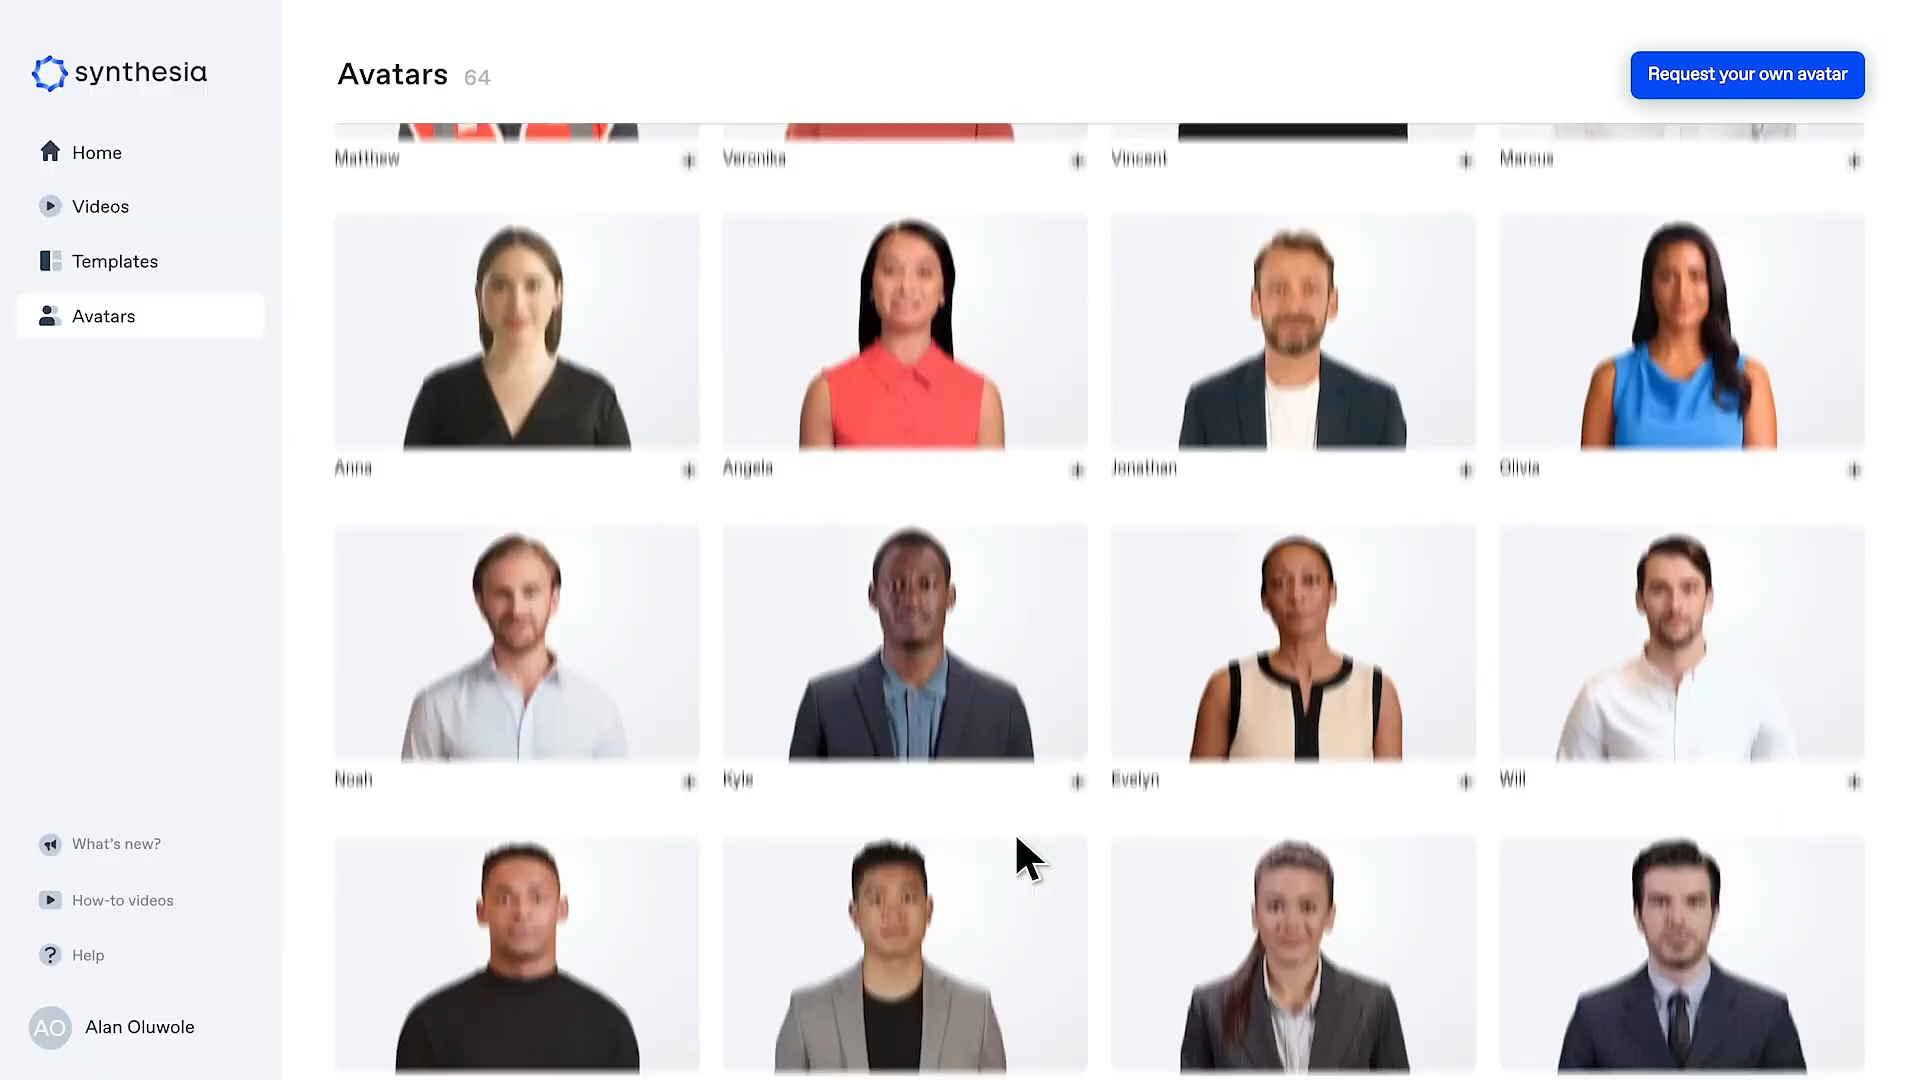 synthesia
Avatars 64
Request your own avatar
Home
Videos
Templates
Avatars
Matthew
Veronika
Vincent
Marcus
Anna
Angela
Jonathan
Olivia
Noah
Kyle
Evelyn
Will
What's new?
How-to videos
? Help
AO Alan Oluwole